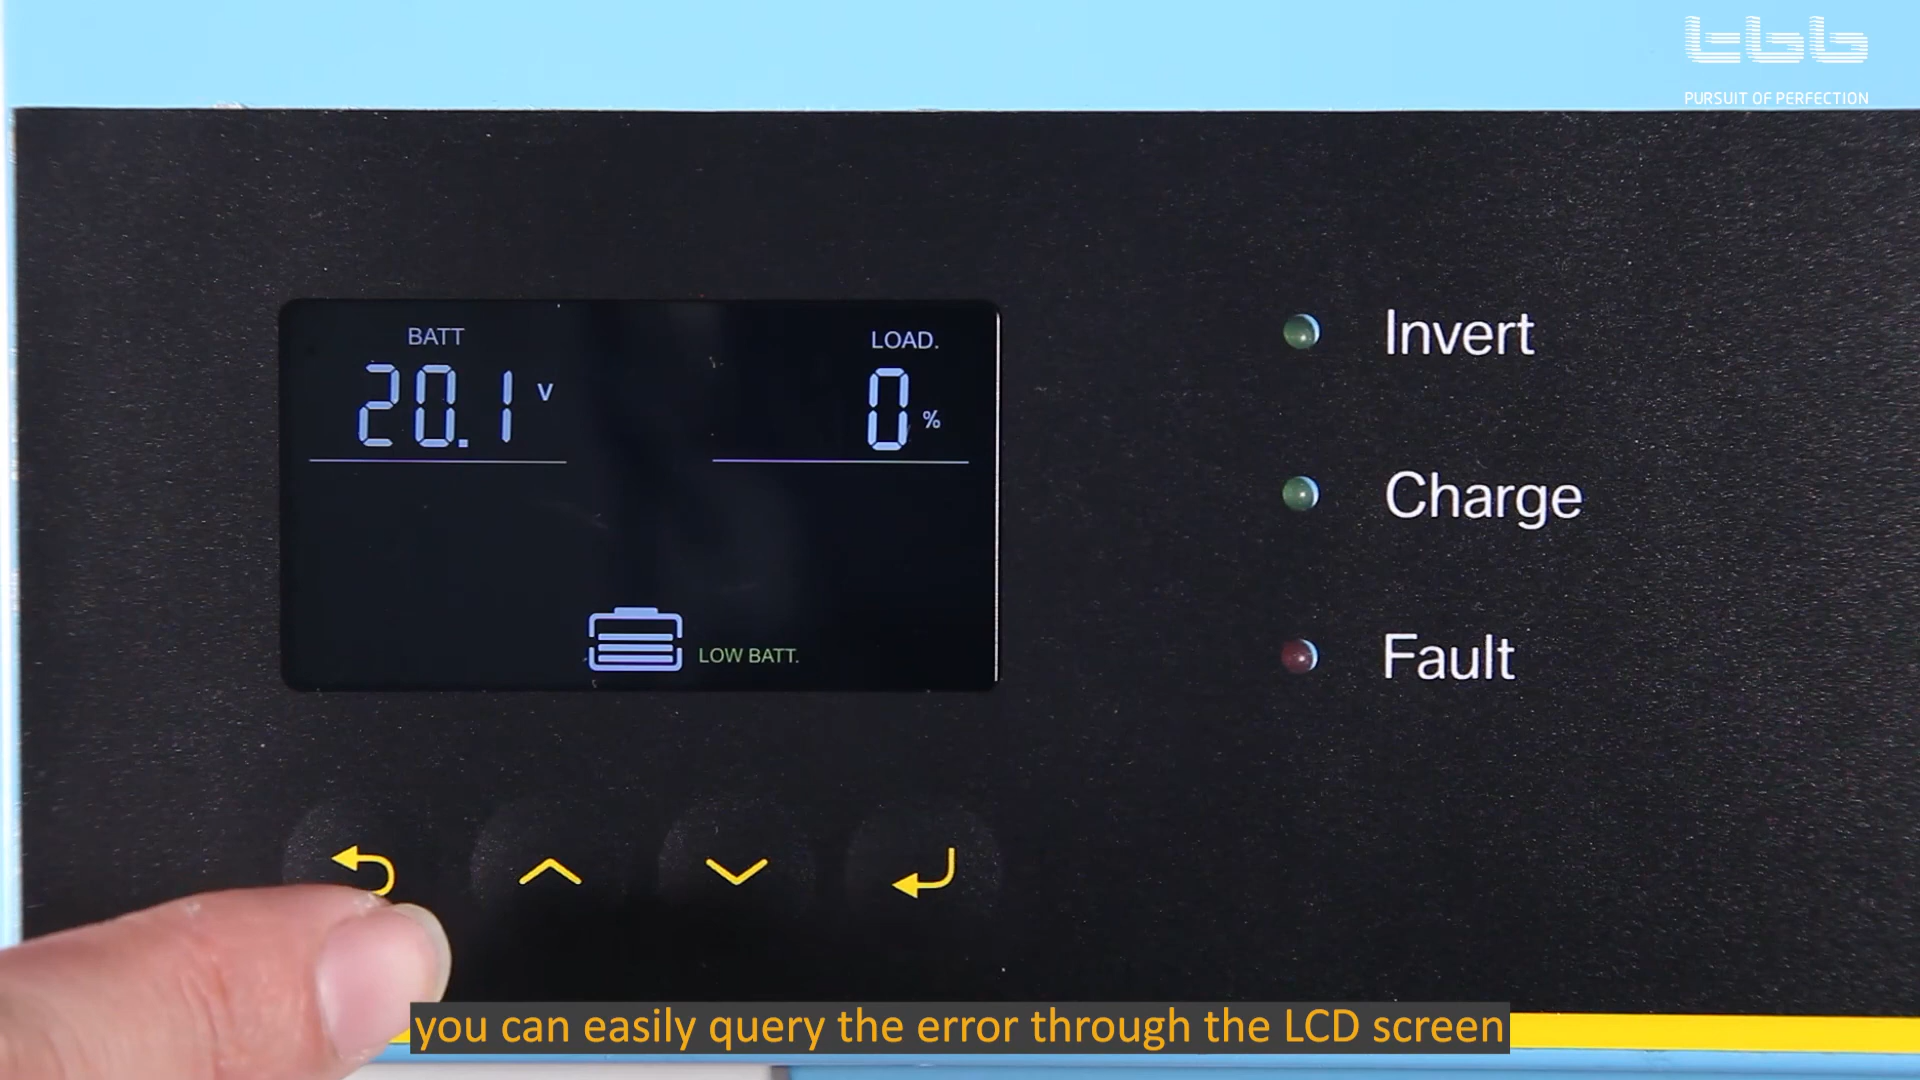 tbb
PURSUIT OF PERFECTION
BATT
20.1 V
LOAD.
0 %
LOW BATT.
Invert
Charge
Fault
you can easily query the error through the LCD screen